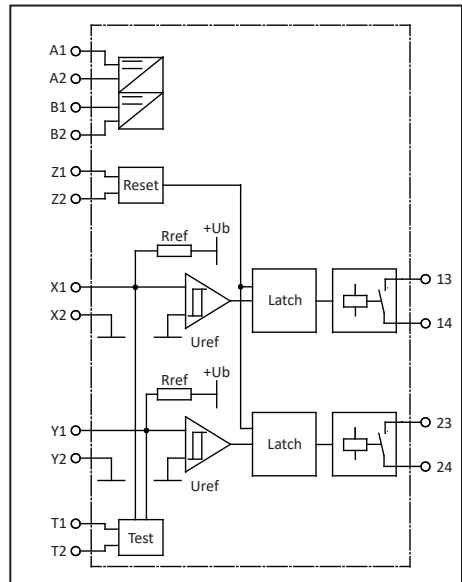 A1
A2
B1
B2
Z1
Z2
Reset
Rref
+Ub
X1
X2
Uref
Latch
13
14
Rref
+Ub
Y1
Y2
Uref
Latch
23
24
T1
T2
Test